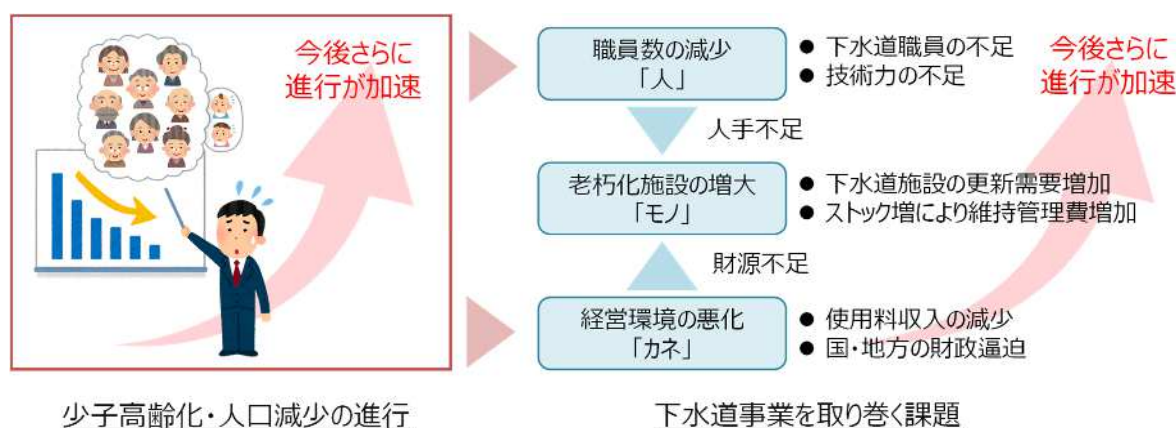 今後さらに
進行が加速
職員数の減少
「人」
● 下水道職員の不足
● 技術力の不足
今後さらに
進行が加速
人手不足
老朽化施設の増大
「モノ」
● 下水道施設の更新需要増加
● ストック増により維持管理費増加
財源不足
経営環境の悪化
「カネ」
● 使用料収入の減少
● 国・地方の財政逼迫
少子高齢化・人口減少の進行
下水道事業を取り巻く課題